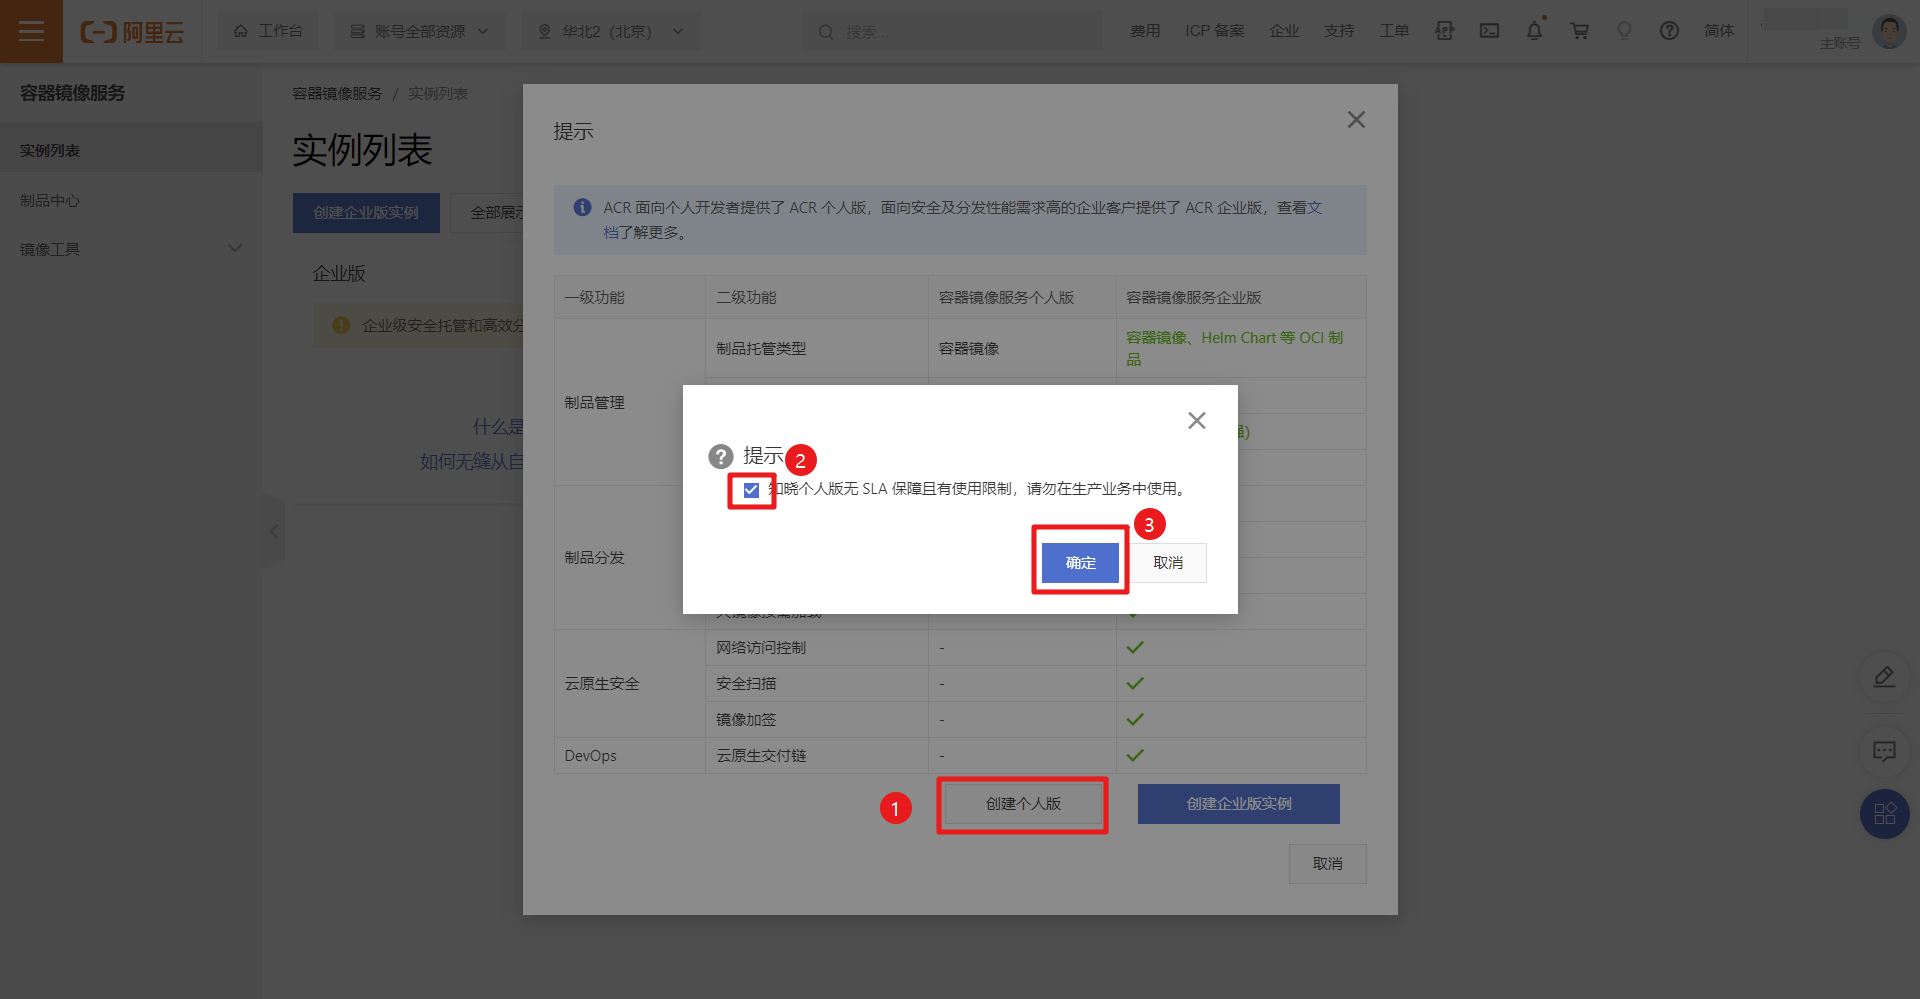 阿里云
工作台
账号全部资源
华北2（北京）
搜索...
费用
ICP 备案
企业
支持
工单
简体
主账号
容器镜像服务
实例列表
制品中心
镜像工具
容器镜像服务 / 实例列表
实例列表
创建企业版实例
全部展示
企业版
企业级安全托管和高效分
什么是
如何无缝从自
提示
ACR 面向个人开发者提供了 ACR 个人版，面向安全及分发性能需求高的企业客户提供了 ACR 企业版，查看文
档了解更多。
一级功能 二级功能 容器镜像服务个人版 容器镜像服务企业版
制品托管类型 容器镜像 容器镜像、Helm Chart 等 OCI 制
品
制品管理
提示
2
知晓个人版无 SLA 保障且有使用限制，请勿在生产业务中使用。
3
确定
取消
制品分发
网络访问控制 -
云原生安全 安全扫描 -
镜像加签 -
DevOps 云原生交付链 -
1
创建个人版
创建企业版实例
取消